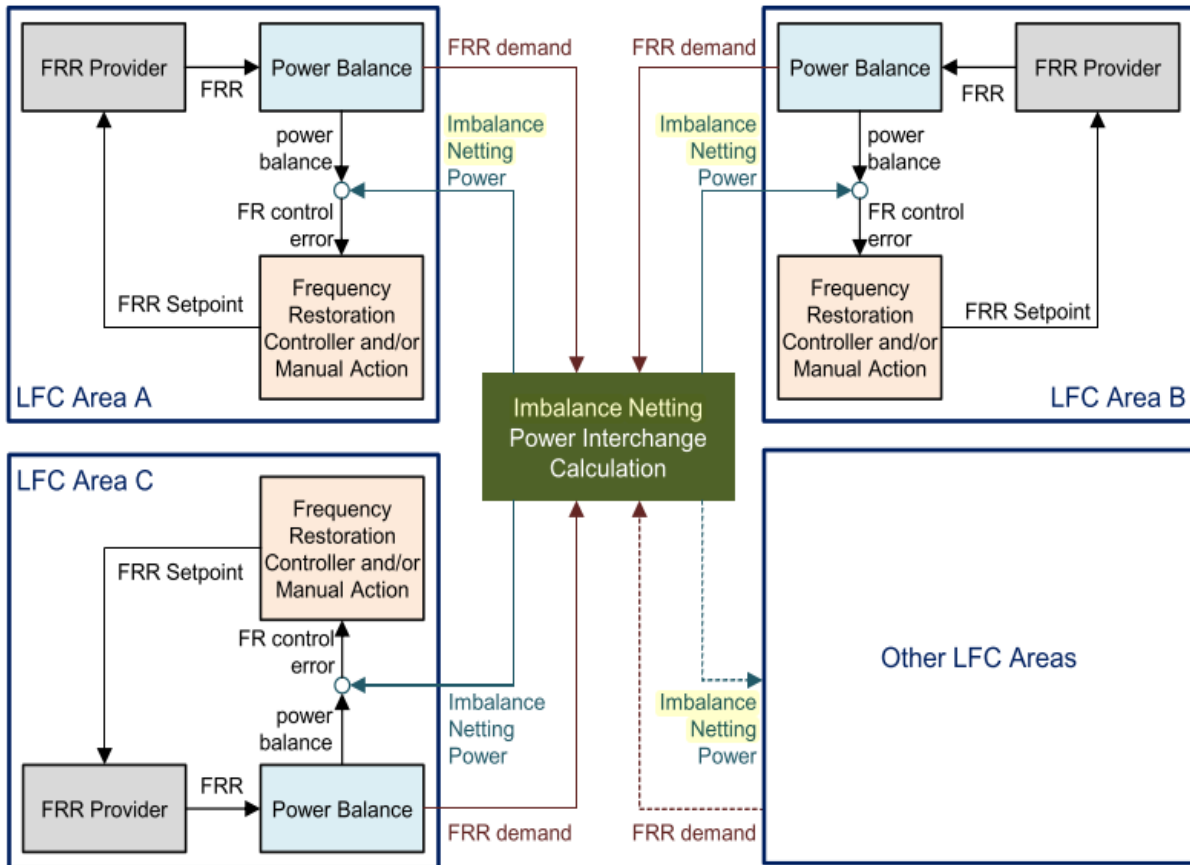 FRR Provider
FRR
Power Balance
FRR demand
power
balance
Imbalance
Netting
Power
FR control
error
Frequency
Restoration
Controller and/or
Manual Action
FRR Setpoint
LFC Area A
FRR demand
Power Balance
FRR
FRR Provider
Imbalance
Netting
Power
power
balance
FR control
error
Frequency
Restoration
Controller and/or
Manual Action
FRR Setpoint
LFC Area B
Imbalance Netting
Power Interchange
Calculation
LFC Area C
Frequency
Restoration
Controller and/or
Manual Action
FRR Setpoint
FR control
error
power
balance
Imbalance
Netting
Power
FRR Provider
FRR
Power Balance
FRR demand
Other LFC Areas
Imbalance
Netting
Power
FRR demand